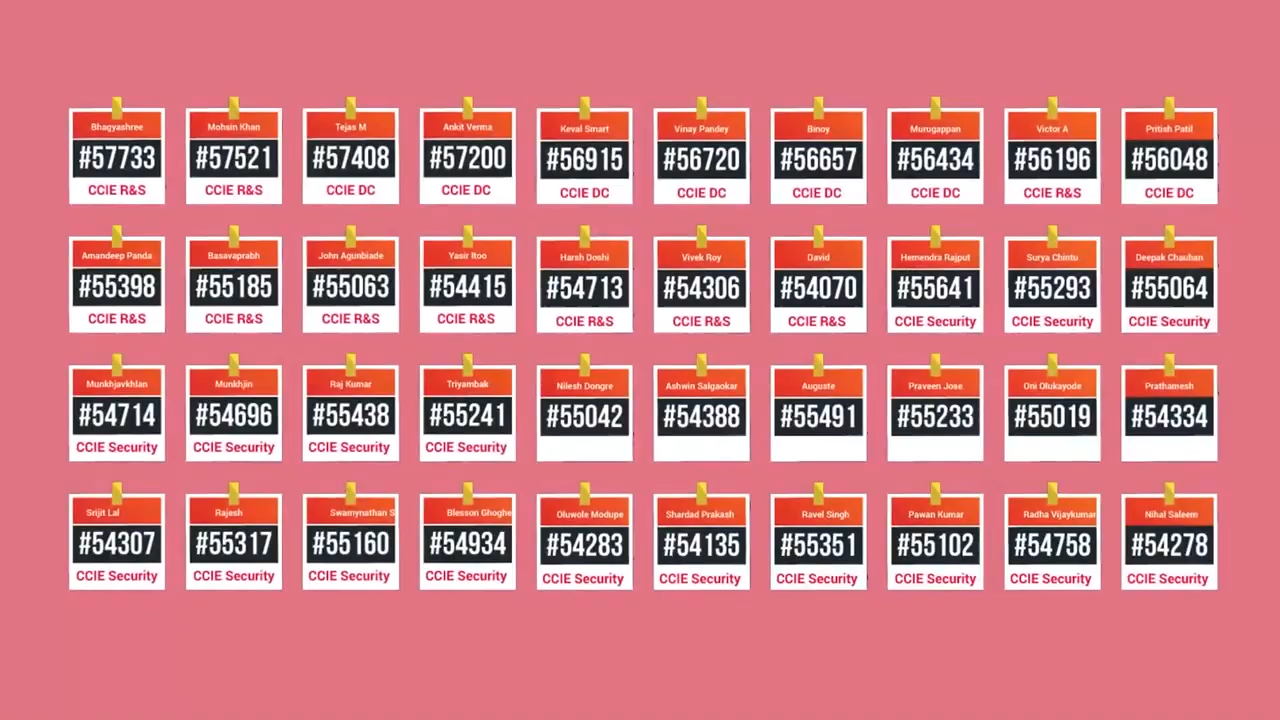 Bhagyashree
#57733
CCIE R&S
Mohsin Khan
#57521
CCIE R&S
Tejas M
#57408
CCIE DC
Ankit Verma
#57200
CCIE DC
Keval Smart
#56915
CCIE DC
Vinay Pandey
#56720
CCIE DC
Binoy
#56657
CCIE DC
Murugappan
#56434
CCIE DC
Victor A
#56196
CCIE R&S
Pritish Patil
#56048
CCIE DC
Amandeep Panda
#55398
CCIE R&S
Basavaprabh
#55185
CCIE R&S
John Agunbiade
#55063
CCIE R&S
Yasir Itoo
#54415
CCIE R&S
Harsh Doshi
#54713
CCIE R&S
Vivek Roy
#54306
CCIE R&S
David
#54070
CCIE R&S
Hemendra Rajput
#55641
CCIE Security
Surya Chintu
#55293
CCIE Security
Deepak Chauhan
#55064
CCIE Security
Munkhjavkhlan
#54714
CCIE Security
Munkhjin
#54696
CCIE Security
Raj Kumar
#55438
CCIE Security
Triyambak
#55241
CCIE Security
Nilesh Dongre
#55042
Ashwin Salgaokar
#54388
Auguste
#55491
Praveen Jose
#55233
Oni Olukayode
#55019
Prathamesh
#54334
Srijit Lal
#54307
CCIE Security
Rajesh
#55317
CCIE Security
Swamynathan S
#55160
CCIE Security
Blesson Ghoghe
#54934
CCIE Security
Oluwole Modupe
#54283
CCIE Security
Shardad Prakash
#54135
CCIE Security
Ravel Singh
#55351
CCIE Security
Pawan Kumar
#55102
CCIE Security
Radha Vijaykumar
#54758
CCIE Security
Nihal Saleem
#54278
CCIE Security